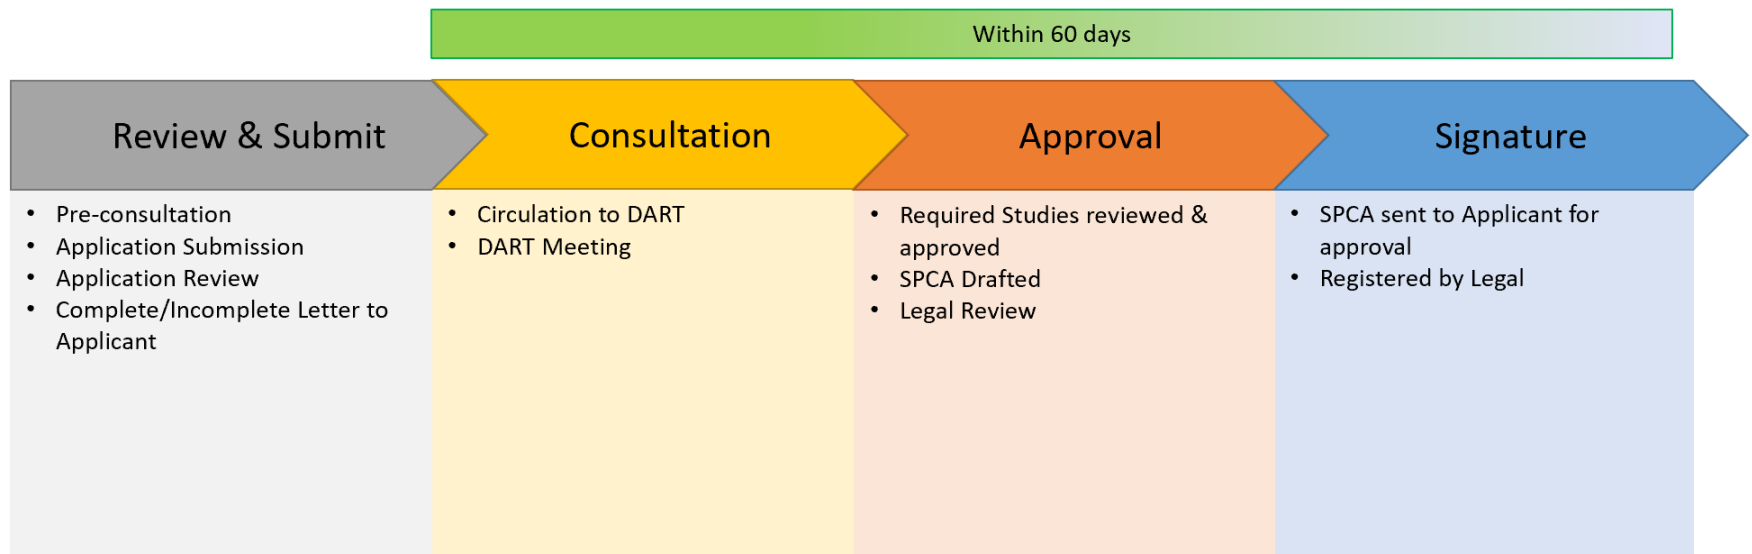 Within 60 days
Review & Submit
Consultation
Approval
Signature
• Pre-consultation
• Application Submission
• Application Review
• Complete/Incomplete Letter to
Applicant
• Circulation to DART
• DART Meeting
• Required Studies reviewed &
approved
• SPCA Drafted
• Legal Review
• SPCA sent to Applicant for
approval
• Registered by Legal